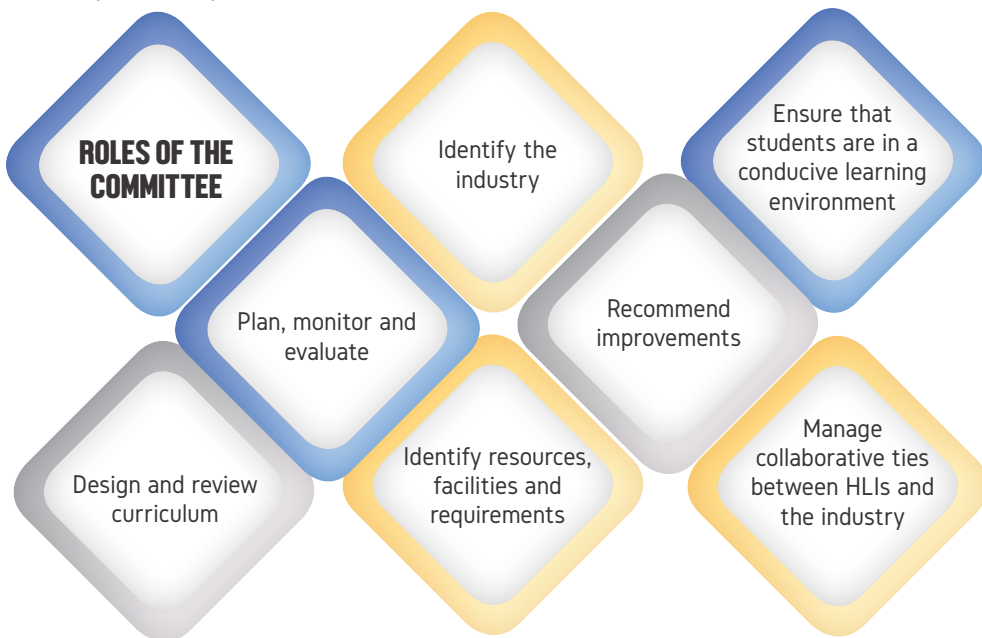 ROLES OF THE
COMMITTEE
Identify the
industry
Ensure that
students are in a
conducive learning
environment
Plan, monitor and
evaluate
Recommend
improvements
Design and review
curriculum
Identify resources,
facilities and
requirements
Manage
collaborative ties
between HLIs and
the industry